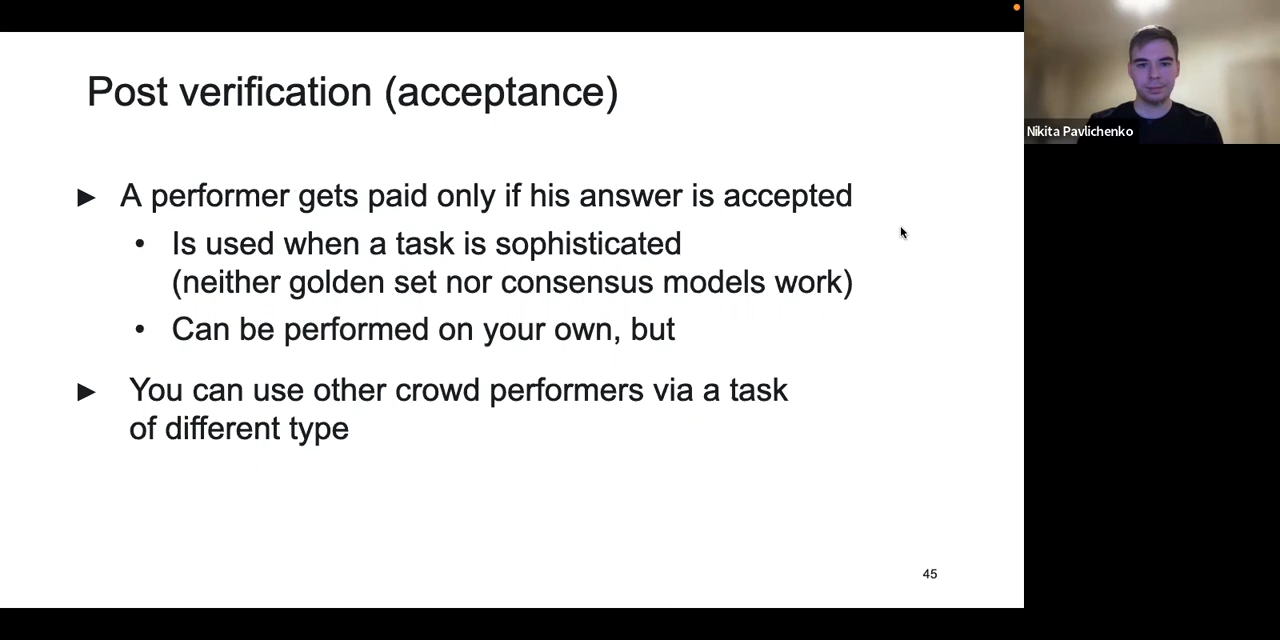 Post verification (acceptance)
► A performer gets paid only if his answer is accepted
• Is used when a task is sophisticated
(neither golden set nor consensus models work)
• Can be performed on your own, but
► You can use other crowd performers via a task
of different type
45
Nikita Pavlichenko